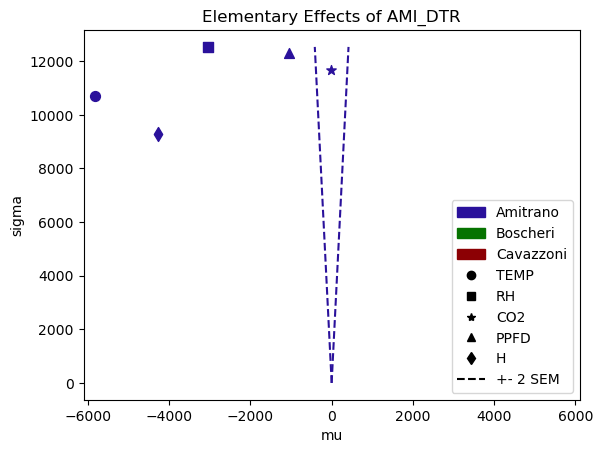 Elementary Effects of AMI_DTR
sigma
12000
10000
8000
6000
4000
2000
0
−6000
−4000
−2000
0
2000
4000
6000
mu
Amitrano
Boscheri
Cavazzoni
TEMP
RH
CO2
PPFD
H
+- 2 SEM